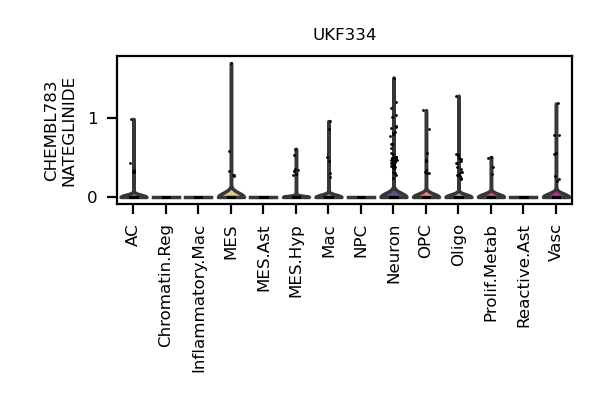 UKF334
CHEMBL783
NATEGLINIDE
1
0
AC
Chromatin.Reg
Inflammatory.Mac
MES
MES.Ast
MES.Hyp
Mac
NPC
Neuron
OPC
Oligo
Prolif.Metab
Reactive.Ast
Vasc